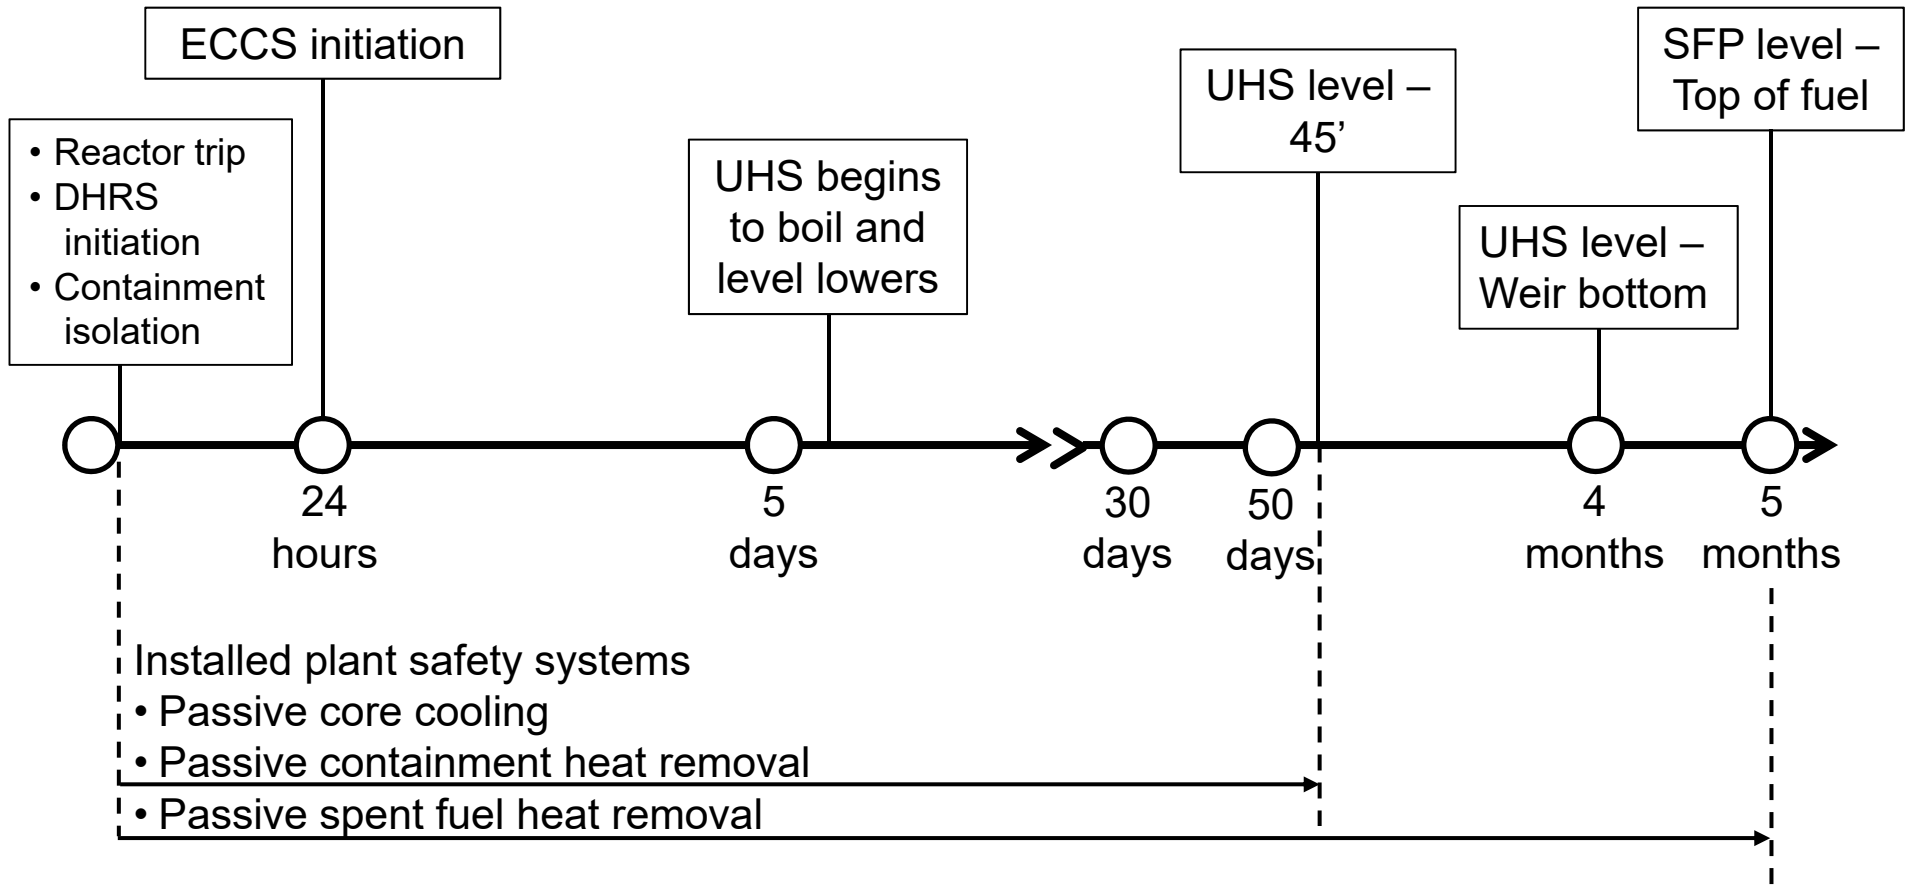 ECCS initiation
• Reactor trip
• DHRS
initiation
• Containment
isolation
UHS begins
to boil and
level lowers
UHS level –
45’
UHS level –
Weir bottom
SFP level –
Top of fuel
24
hours
5
days
30
days
50
days
4
months
5
months
Installed plant safety systems
• Passive core cooling
• Passive containment heat removal
• Passive spent fuel heat removal